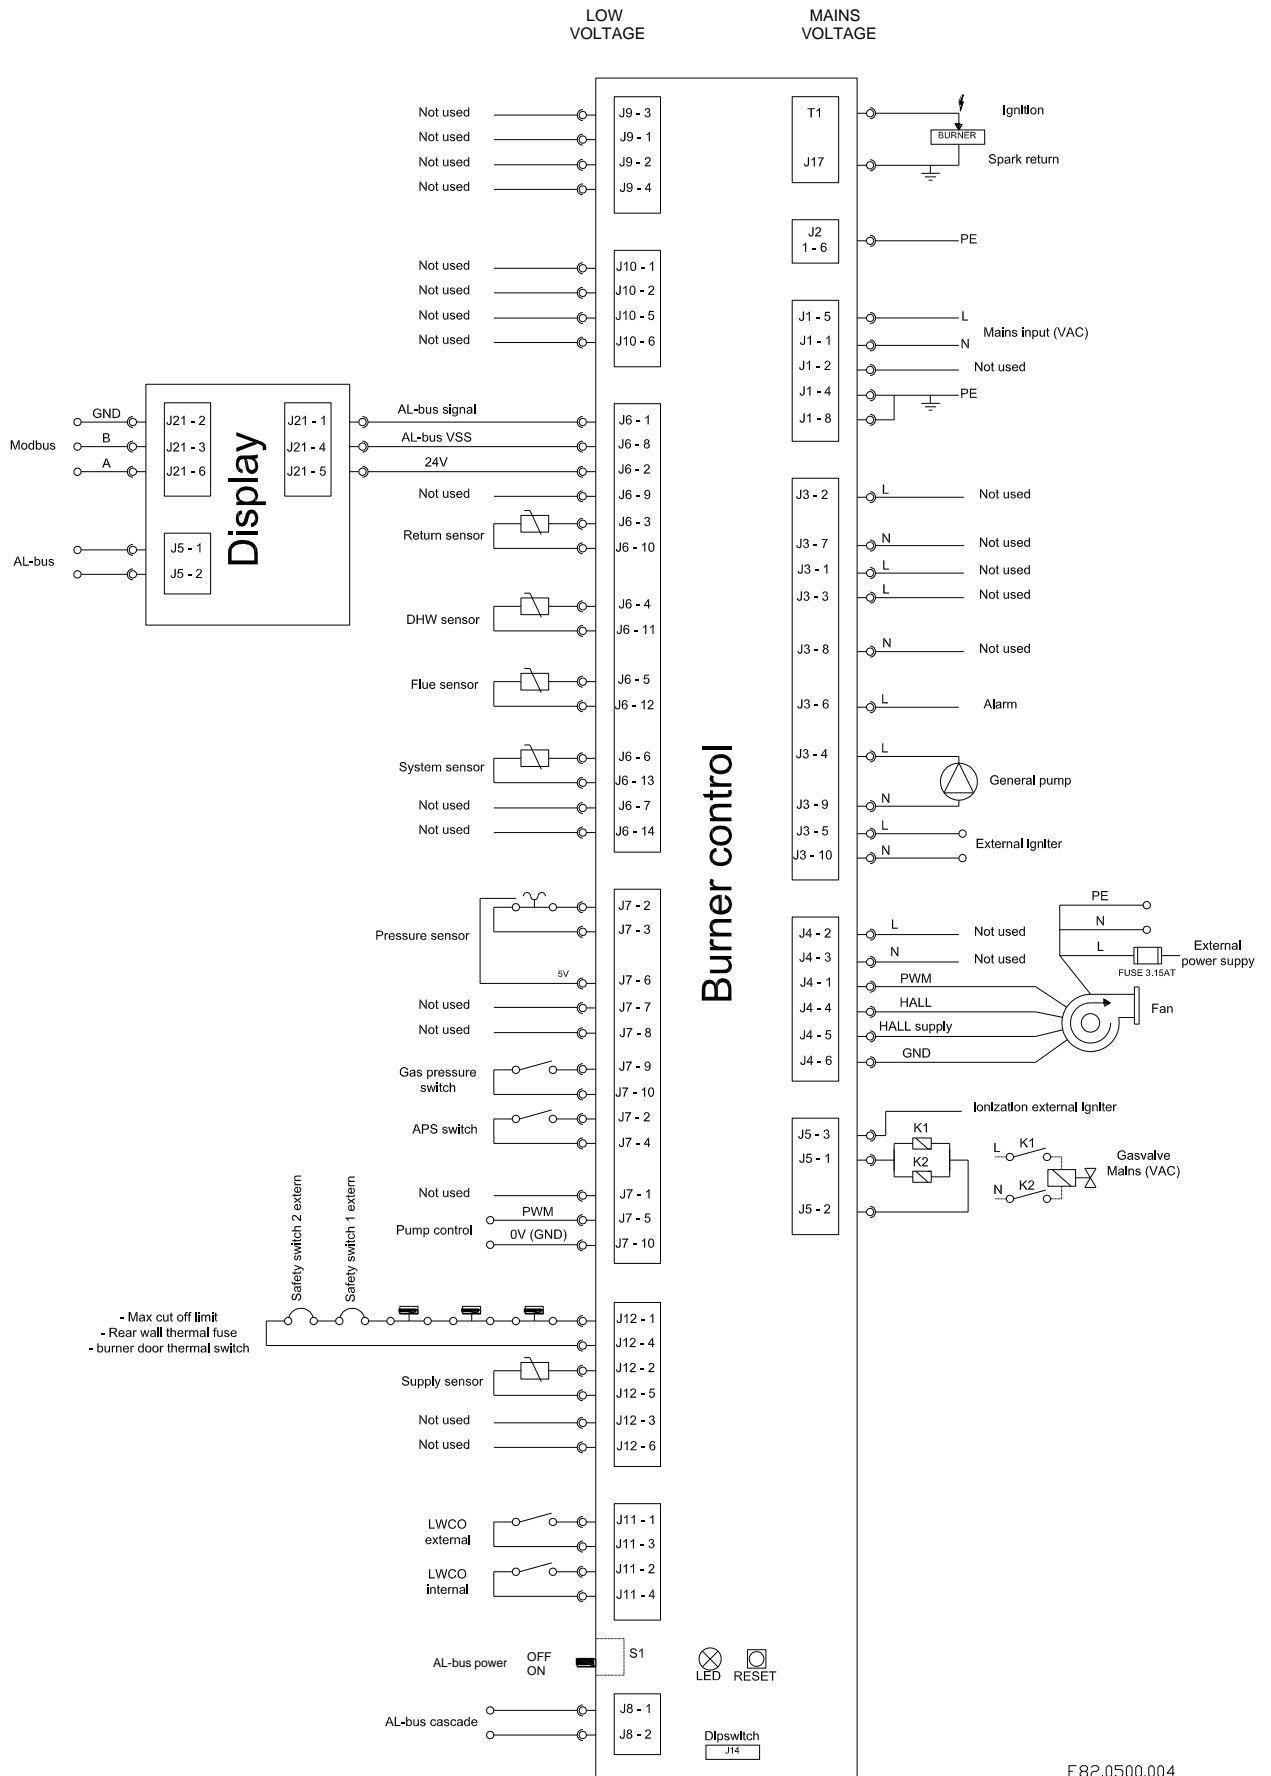 LOW
VOLTAGE
MAINS
VOLTAGE
Not used
J9 - 3
Not used
J9 - 1
Not used
J9 - 2
Not used
J9 - 4
Not used
J10 - 1
Not used
J10 - 2
Not used
J10 - 5
Not used
J10 - 6
Modbus
GND
B
A
J21 - 2
J21 - 3
J21 - 6
AL-bus
J5 - 1
J5 - 2
Display
J21 - 1
J21 - 4
J21 - 5
AL-bus signal
J6 - 1
AL-bus VSS
J6 - 8
24V
J6 - 2
Not used
J6 - 9
Return sensor
J6 - 3
J6 - 10
DHW sensor
J6 - 4
J6 - 11
Flue sensor
J6 - 5
J6 - 12
System sensor
J6 - 6
J6 - 13
Not used
J6 - 7
Not used
J6 - 14
Pressure sensor
J7 - 2
J7 - 3
5V
J7 - 6
Not used
J7 - 7
Not used
J7 - 8
Gas pressure
switch
J7 - 9
J7 - 10
APS switch
J7 - 2
J7 - 4
Not used
J7 - 1
Pump control
PWM
J7 - 5
0V (GND)
J7 - 10
Safety switch 2 extern
Safety switch 1 extern
- Max cut off limit
- Rear wall thermal fuse
- burner door thermal switch
J12 - 1
J12 - 4
Supply sensor
J12 - 2
J12 - 5
Not used
J12 - 3
Not used
J12 - 6
LWCO
external
J11 - 1
J11 - 3
LWCO
internal
J11 - 2
J11 - 4
AL-bus power
OFF
ON
S1
AL-bus cascade
J8 - 1
J8 - 2
Burner control
LED
RESET
Dipswitch
J14
T1
Ignition
BURNER
J17
Spark return
J2
1 - 6
PE
J1 - 5
L
J1 - 1
N
Mains input (VAC)
J1 - 2
Not used
J1 - 4
PE
J1 - 8
J3 - 2
L
Not used
J3 - 7
N
Not used
J3 - 1
L
Not used
J3 - 3
L
Not used
J3 - 8
N
Not used
J3 - 6
L
Alarm
J3 - 4
L
General pump
J3 - 9
N
J3 - 5
L
External Igniter
J3 - 10
N
J4 - 2
L
Not used
J4 - 3
N
Not used
J4 - 1
PWM
J4 - 4
HALL
J4 - 5
HALL supply
J4 - 6
GND
PE
N
L
FUSE 3.15AT
External
power suppy
Fan
Ionization external Igniter
J5 - 3
J5 - 1
K1
K2
J5 - 2
L
K1
N
K2
Gasvalve
Mains (VAC)
E82.0500.004